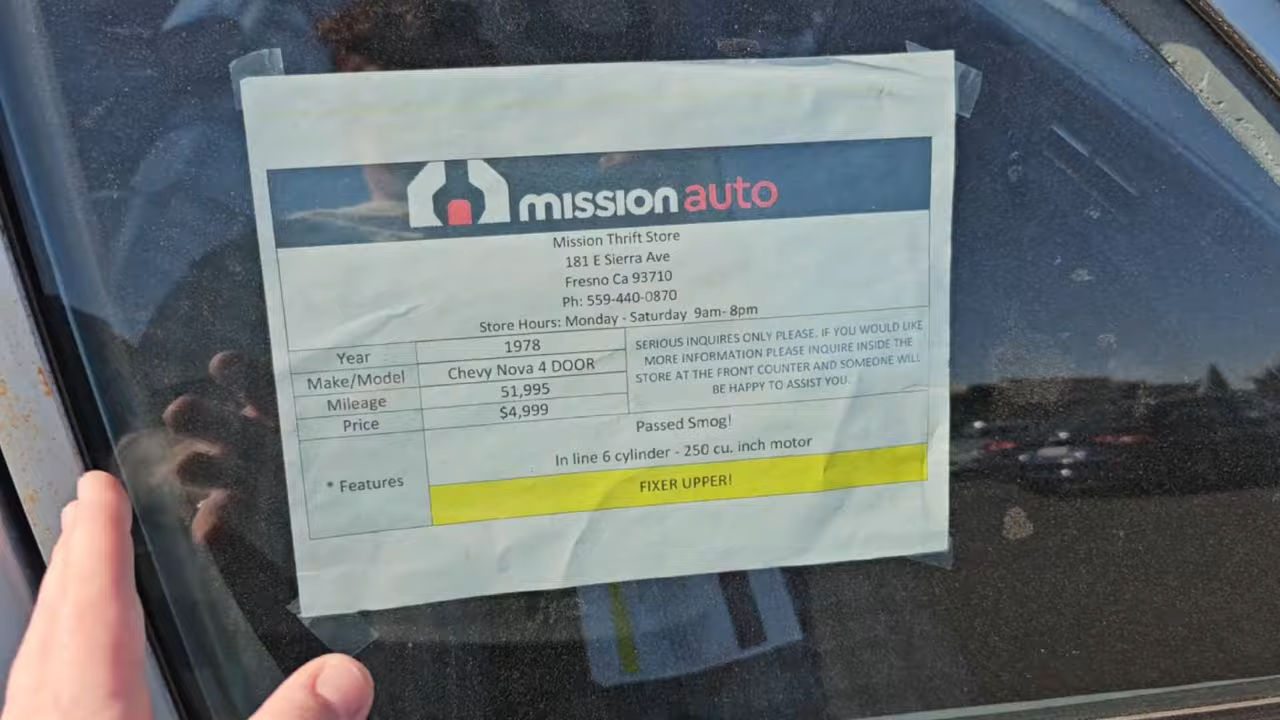 mission auto
Mission Thrift Store
181 E Sierra Ave
Fresno Ca 93710
Ph: 559-440-0870
Store Hours: Monday - Saturday 9am- 8pm
Year 1978
Make/Model Chevy Nova 4 DOOR
Mileage 51,995
Price $4,999
SERIOUS INQUIRES ONLY PLEASE. IF YOU WOULD LIKE
MORE INFORMATION PLEASE INQUIRE INSIDE THE
STORE AT THE FRONT COUNTER AND SOMEONE WILL
BE HAPPY TO ASSIST YOU.
* Features
Passed Smog!
In line 6 cylinder - 250 cu. inch motor
FIXER UPPER!